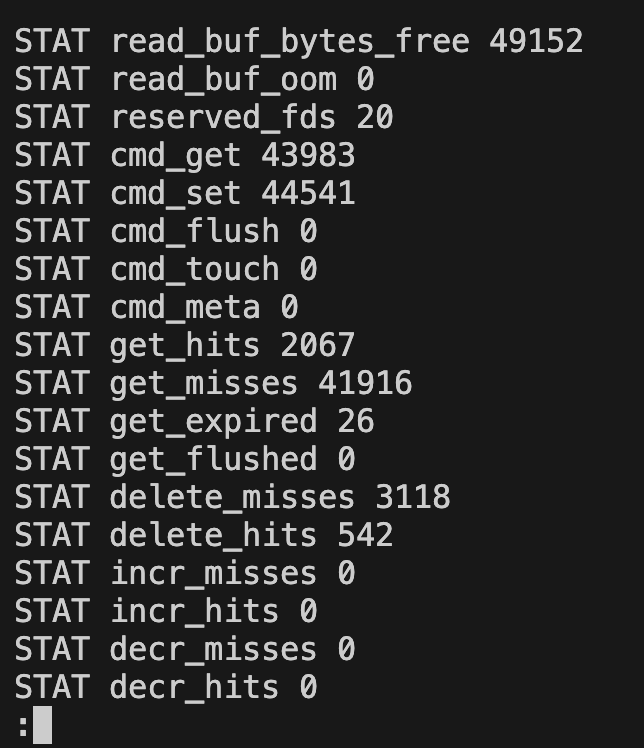 STAT read_buf_bytes_free 49152
STAT read_buf_oom 0
STAT reserved_fds 20
STAT cmd_get 43983
STAT cmd_set 44541
STAT cmd_flush 0
STAT cmd_touch 0
STAT cmd_meta 0
STAT get_hits 2067
STAT get_misses 41916
STAT get_expired 26
STAT get_flushed 0
STAT delete_misses 3118
STAT delete_hits 542
STAT incr_misses 0
STAT incr_hits 0
STAT decr_misses 0
STAT decr_hits 0
: